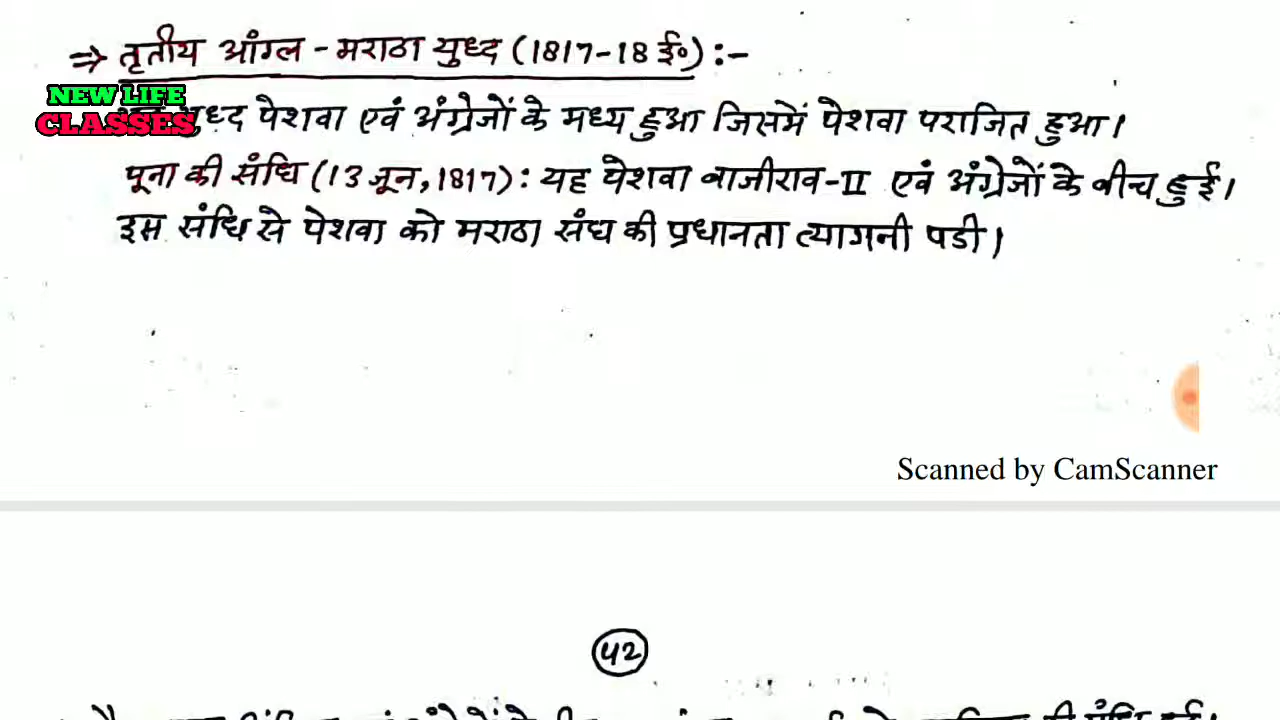 ⇒ तृतीय आंग्ल - मराठा युध्द (1817-18 ई०) :-
NEW LIFE
CLASSES
युध्द पेशवा एवं अंग्रेजों के मध्य हुआ जिसमें पेशवा पराजित हुआ।
पूना की संधि (13 जून, 1817) : यह पेशवा बाजीराव-II एवं अंग्रेजों के बीच हुई।
इस संधि से पेशवा को मराठा संघ की प्रधानता त्यागनी पडी।
Scanned by CamScanner
42